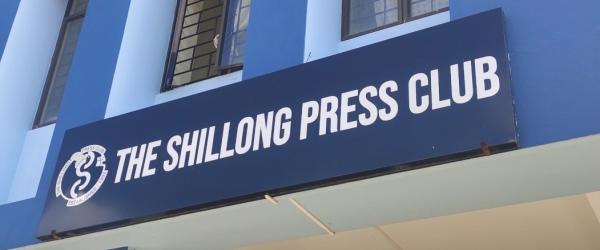 THE SHILLONG PRESS CLUB